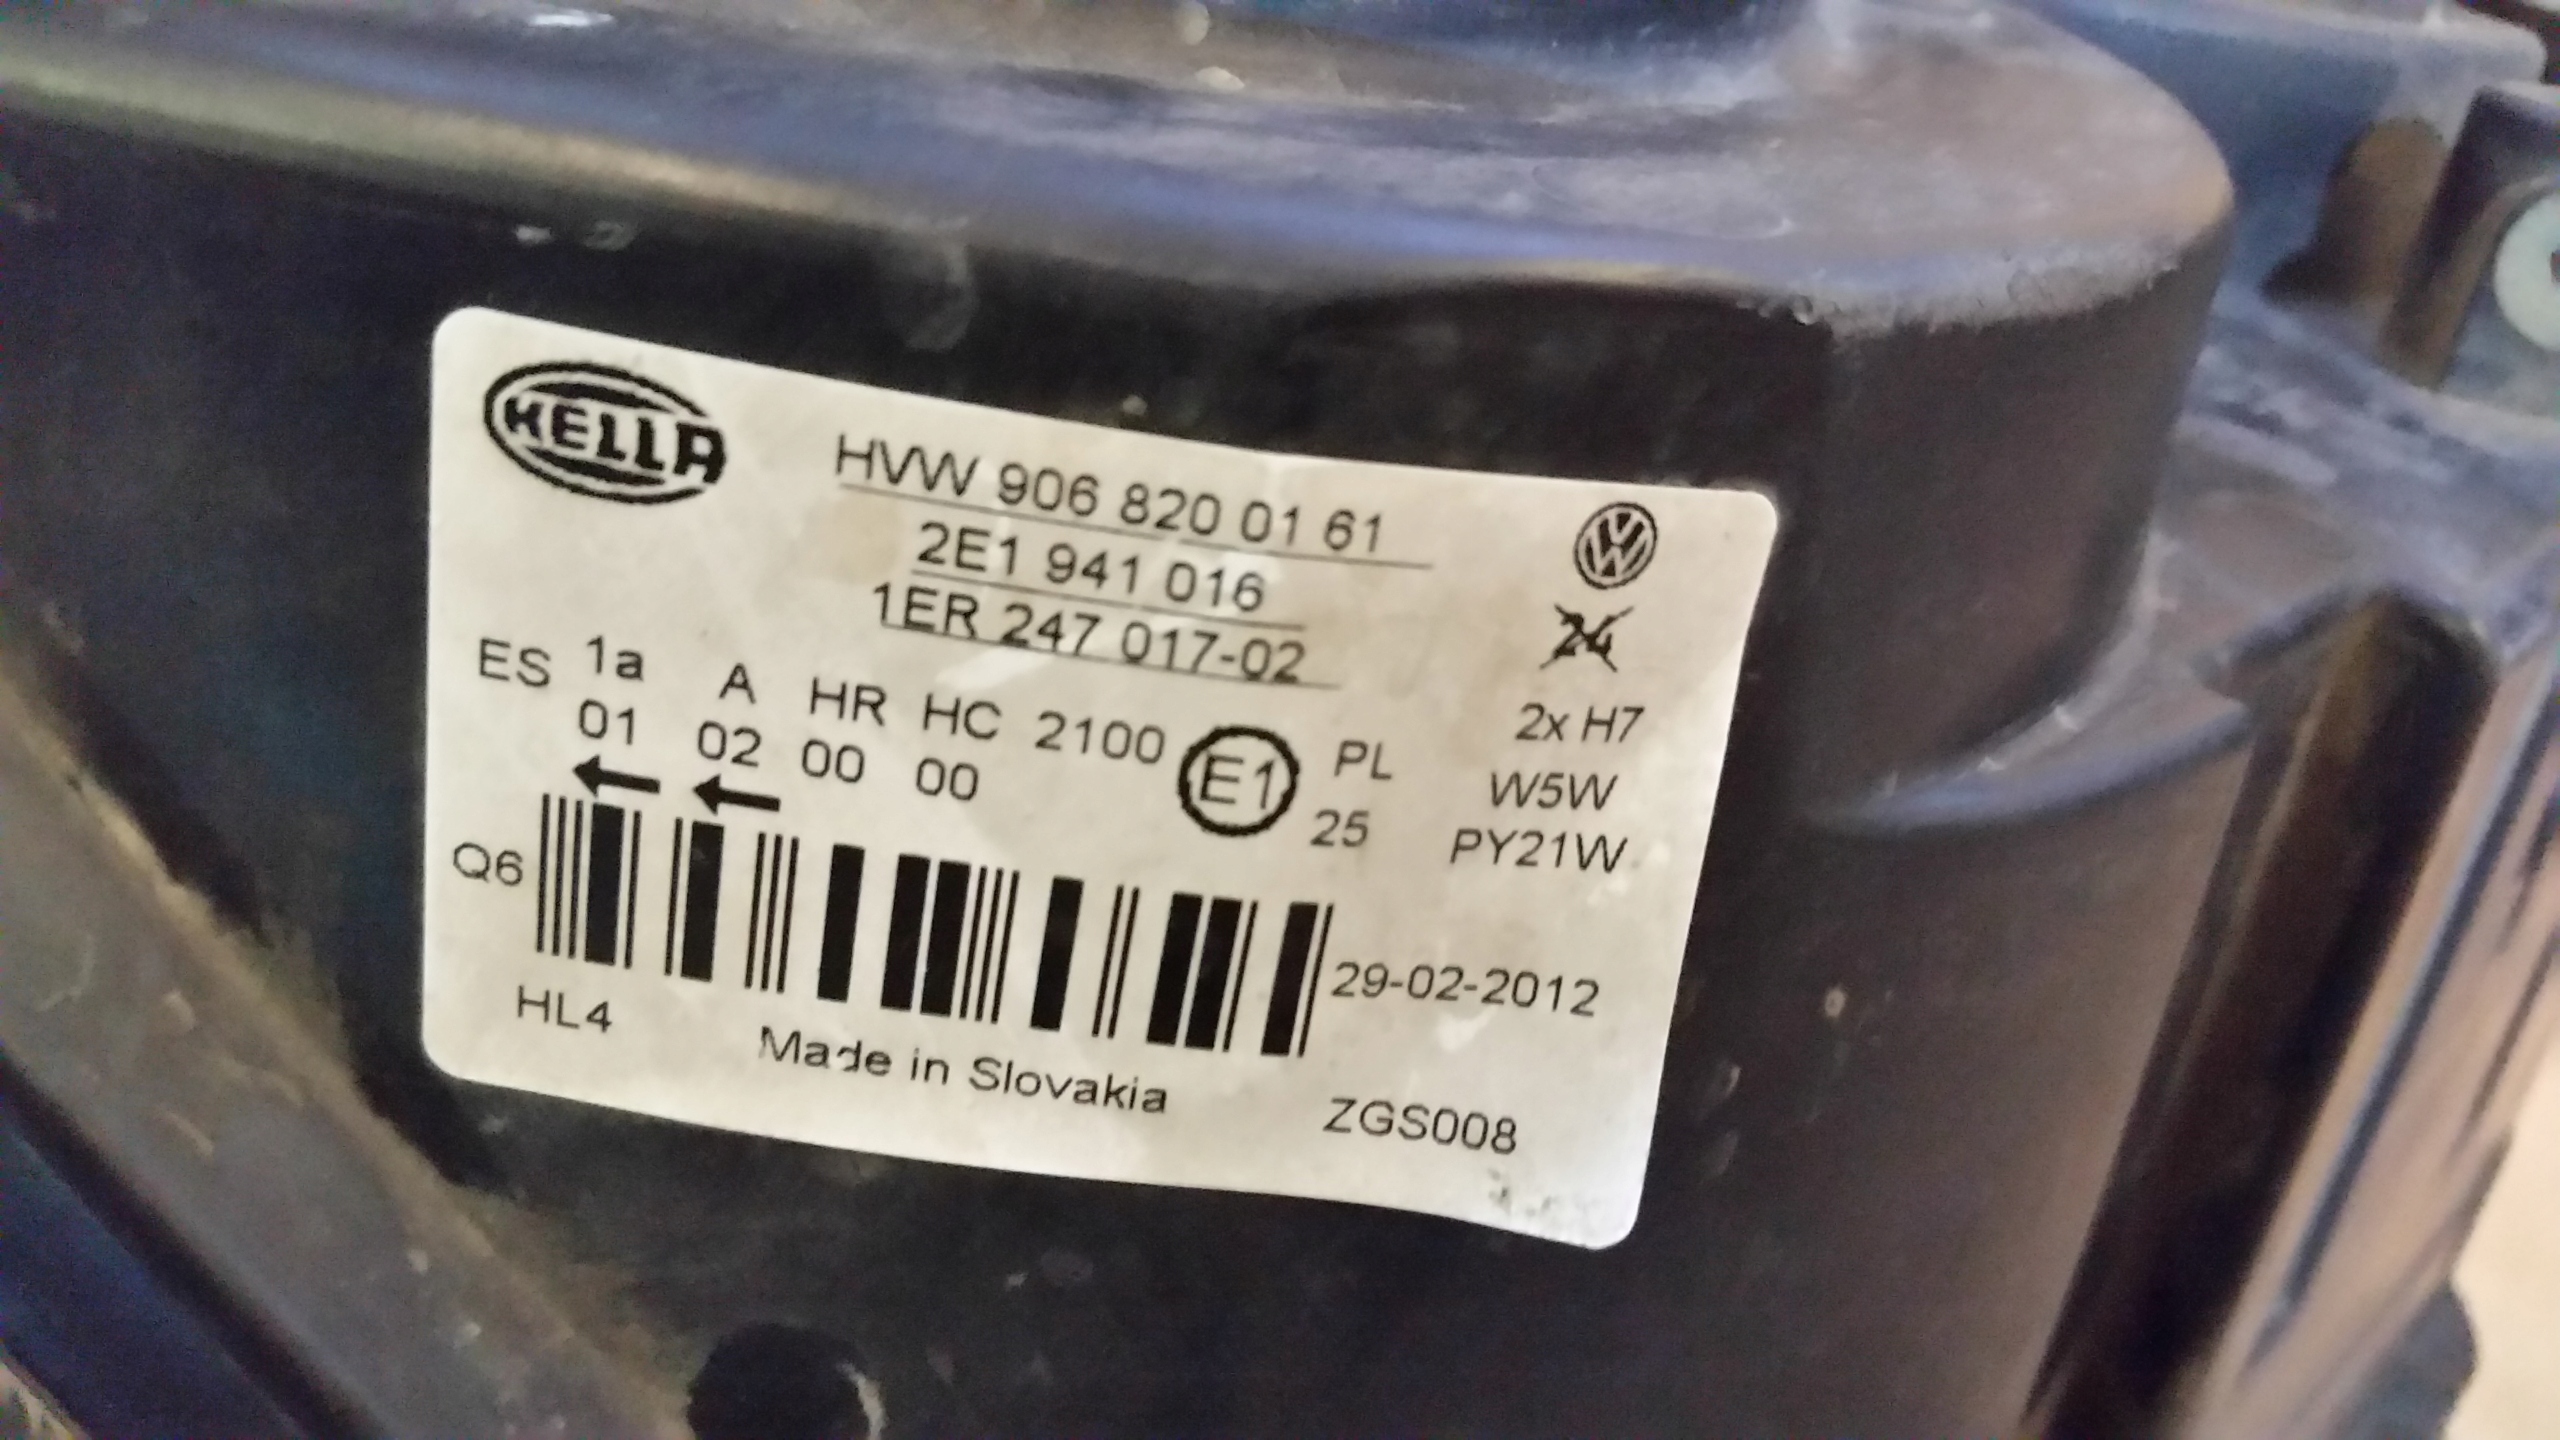 HELLA
HVW 906 820 01 61
2E1 941 016
1ER 247 017-02
24
ES 1a A HR HC 2100 E1 PL
01 02 00 00 25
2x H7
W5W
PY21W
Q6
29-02-2012
HL4
Made in Slovakia
ZGS008